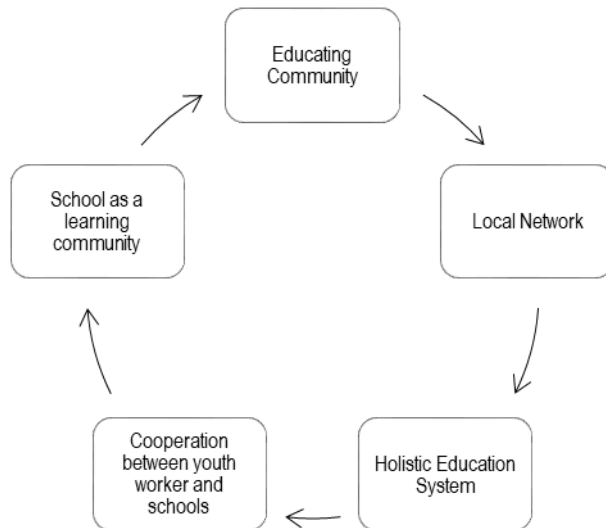 Educating
Community
Local Network
Holistic Education
System
Cooperation
between youth
worker and
schools
School as a
learning
community